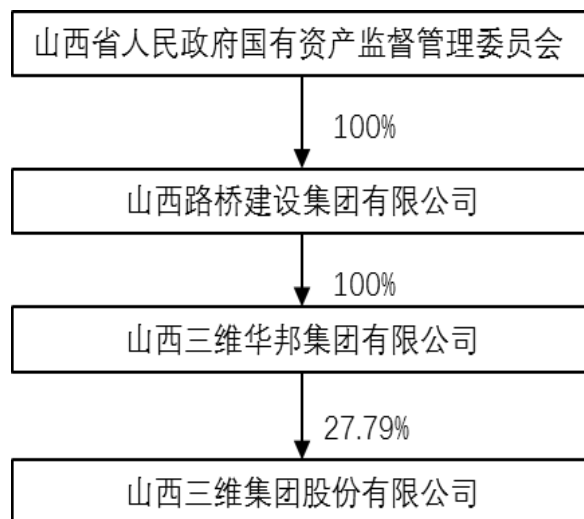 山西省人民政府国有资产监督管理委员会
100%
山西路桥建设集团有限公司
100%
山西三维华邦集团有限公司
27.79%
山西三维集团股份有限公司